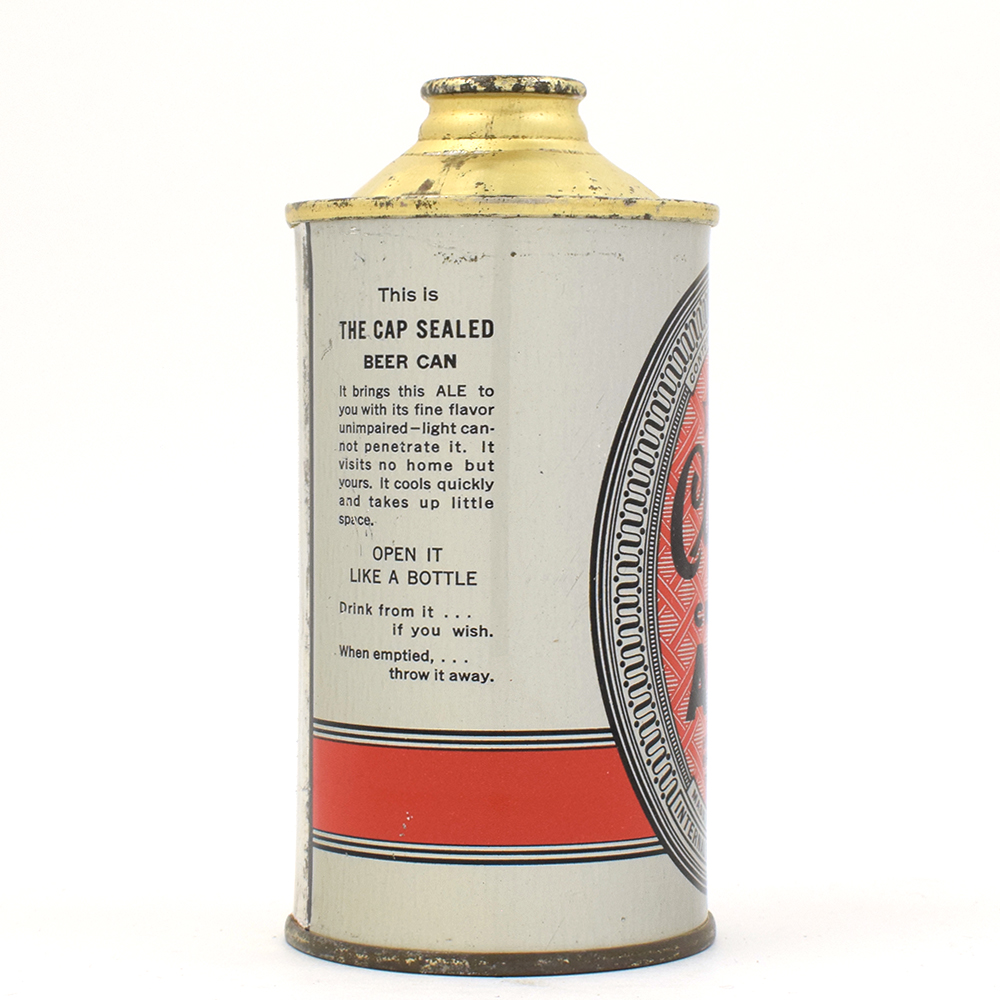 This is
THE CAP SEALED
BEER CAN
It brings this ALE to
you with its fine flavor
unimpaired—light can-
not penetrate it. It
visits no home but
yours. It cools quickly
and takes up little
space.
OPEN IT
LIKE A BOTTLE
Drink from it . . .
if you wish.
When emptied, . . .
throw it away.